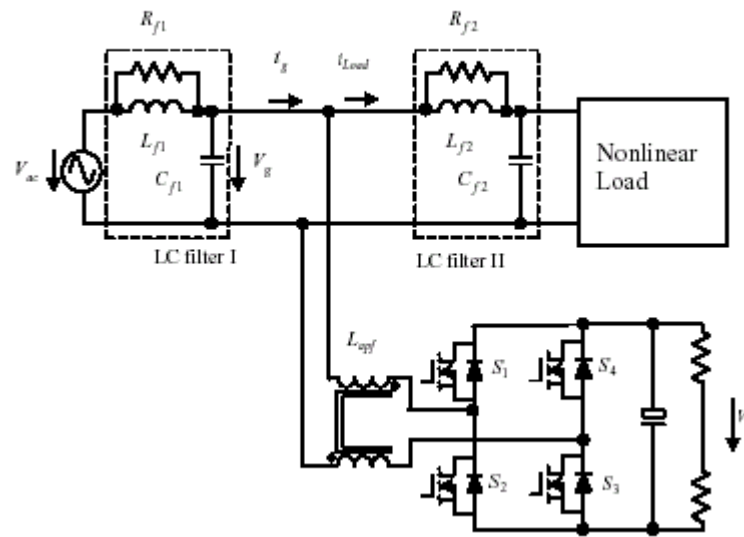 R_f1
R_f2
i_g
i_Load
V_ac
L_f1
C_f1
V_g
L_f2
C_f2
Nonlinear
Load
LC filter I
LC filter II
L_apf
S_1
S_4
V
S_2
S_3